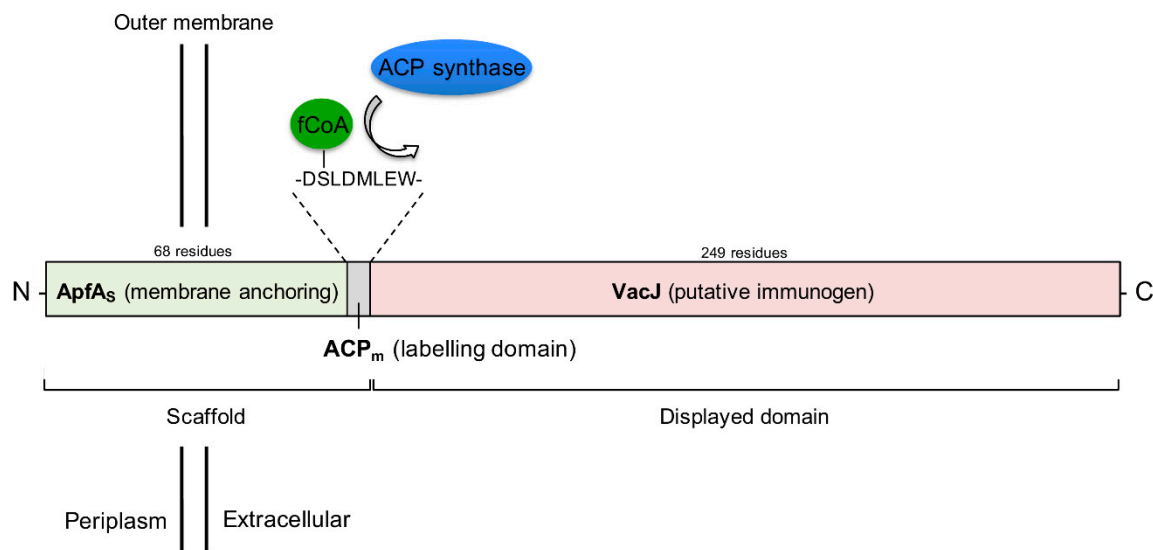 Outer membrane
ACP synthase
fCoA
-DSLDMLEW-
68 residues
249 residues
N
ApfAS (membrane anchoring)
VacJ (putative immunogen)
C
ACPm (labelling domain)
Scaffold
Displayed domain
Periplasm
Extracellular